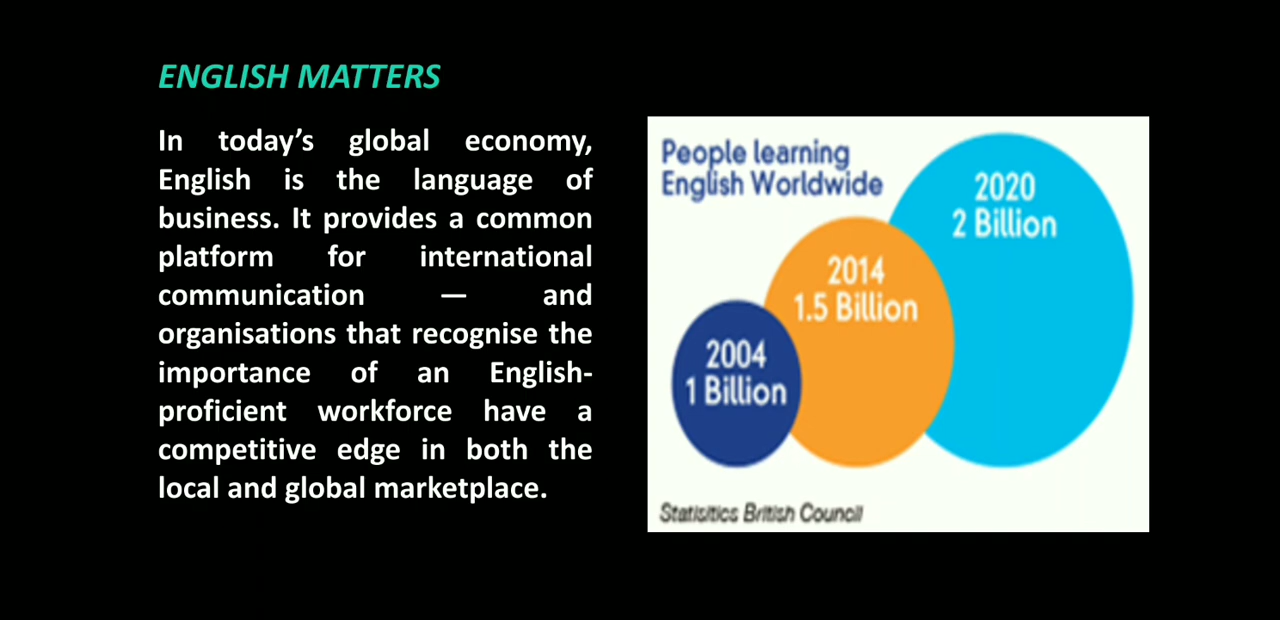 ENGLISH MATTERS
In today’s global economy,
English is the language of
business. It provides a common
platform for international
communication — and
organisations that recognise the
importance of an English-
proficient workforce have a
competitive edge in both the
local and global marketplace.
People learning
English Worldwide
2020
2 Billion
2014
1.5 Billion
2004
1 Billion
Statisitics British Council